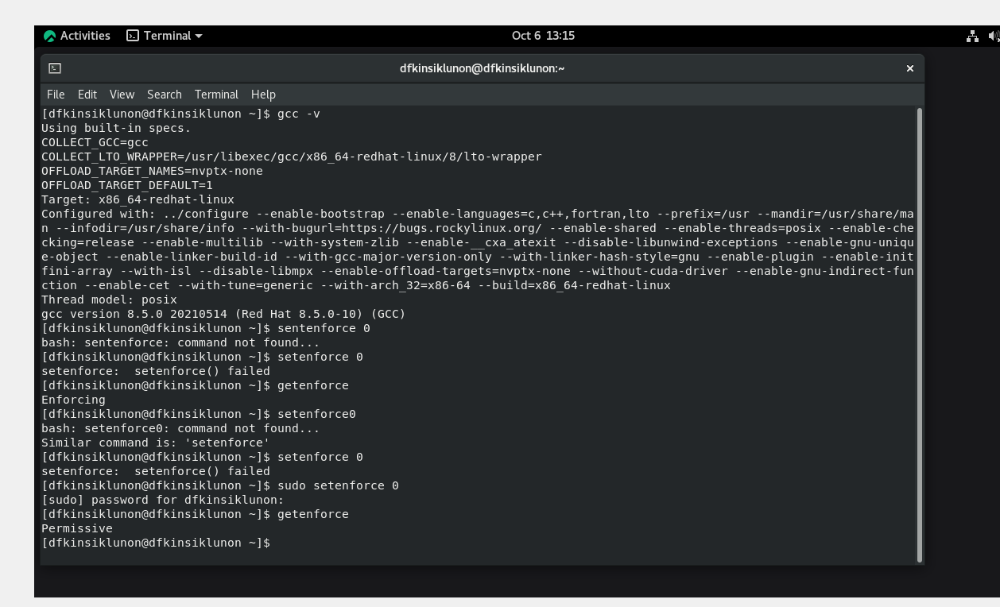 Activities Terminal Oct 6 13:15
dfkinsiklunon@dfkinsiklunon:~
File Edit View Search Terminal Help
[dfkinsiklunon@dfkinsiklunon ~]$ gcc -v
Using built-in specs.
COLLECT_GCC=gcc
COLLECT_LTO_WRAPPER=/usr/libexec/gcc/x86_64-redhat-linux/8/lto-wrapper
OFFLOAD_TARGET_NAMES=nvptx-none
OFFLOAD_TARGET_DEFAULT=1
Target: x86_64-redhat-linux
Configured with: ../configure --enable-bootstrap --enable-languages=c,c++,fortran,lto --prefix=/usr --mandir=/usr/share/ma
n --infodir=/usr/share/info --with-bugurl=https://bugs.rockylinux.org/ --enable-shared --enable-threads=posix --enable-che
cking=release --enable-multilib --with-system-zlib --enable-__cxa_atexit --disable-libunwind-exceptions --enable-gnu-uniqu
e-object --enable-linker-build-id --with-gcc-major-version-only --with-linker-hash-style=gnu --enable-plugin --enable-init
fini-array --with-isl --disable-libmpx --enable-offload-targets=nvptx-none --without-cuda-driver --enable-gnu-indirect-fun
ction --enable-cet --with-tune=generic --with-arch_32=x86-64 --build=x86_64-redhat-linux
Thread model: posix
gcc version 8.5.0 20210514 (Red Hat 8.5.0-10) (GCC)
[dfkinsiklunon@dfkinsiklunon ~]$ sentenforce 0
bash: sentenforce: command not found...
[dfkinsiklunon@dfkinsiklunon ~]$ setenforce 0
setenforce:  setenforce() failed
[dfkinsiklunon@dfkinsiklunon ~]$ getenforce
Enforcing
[dfkinsiklunon@dfkinsiklunon ~]$ setenforce0
bash: setenforce0: command not found...
Similar command is: 'setenforce'
[dfkinsiklunon@dfkinsiklunon ~]$ setenforce 0
setenforce:  setenforce() failed
[dfkinsiklunon@dfkinsiklunon ~]$ sudo setenforce 0
[sudo] password for dfkinsiklunon:
[dfkinsiklunon@dfkinsiklunon ~]$ getenforce
Permissive
[dfkinsiklunon@dfkinsiklunon ~]$